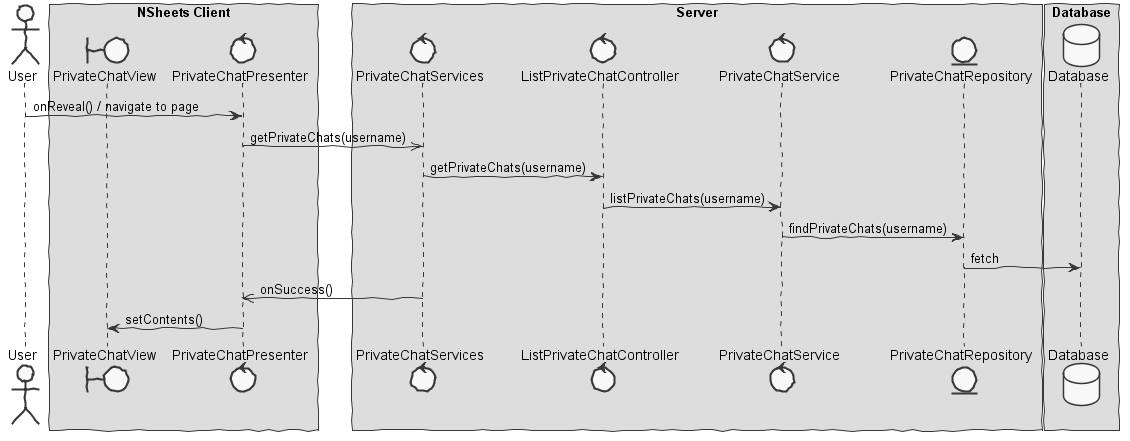 NSheets Client
Server
Database
User
PrivateChatView
PrivateChatPresenter
PrivateChatServices
ListPrivateChatController
PrivateChatService
PrivateChatRepository
Database
onReveal() / navigate to page
getPrivateChats(username)
getPrivateChats(username)
listPrivateChats(username)
findPrivateChats(username)
fetch
onSuccess()
setContents()
User
PrivateChatView
PrivateChatPresenter
PrivateChatServices
ListPrivateChatController
PrivateChatService
PrivateChatRepository
Database